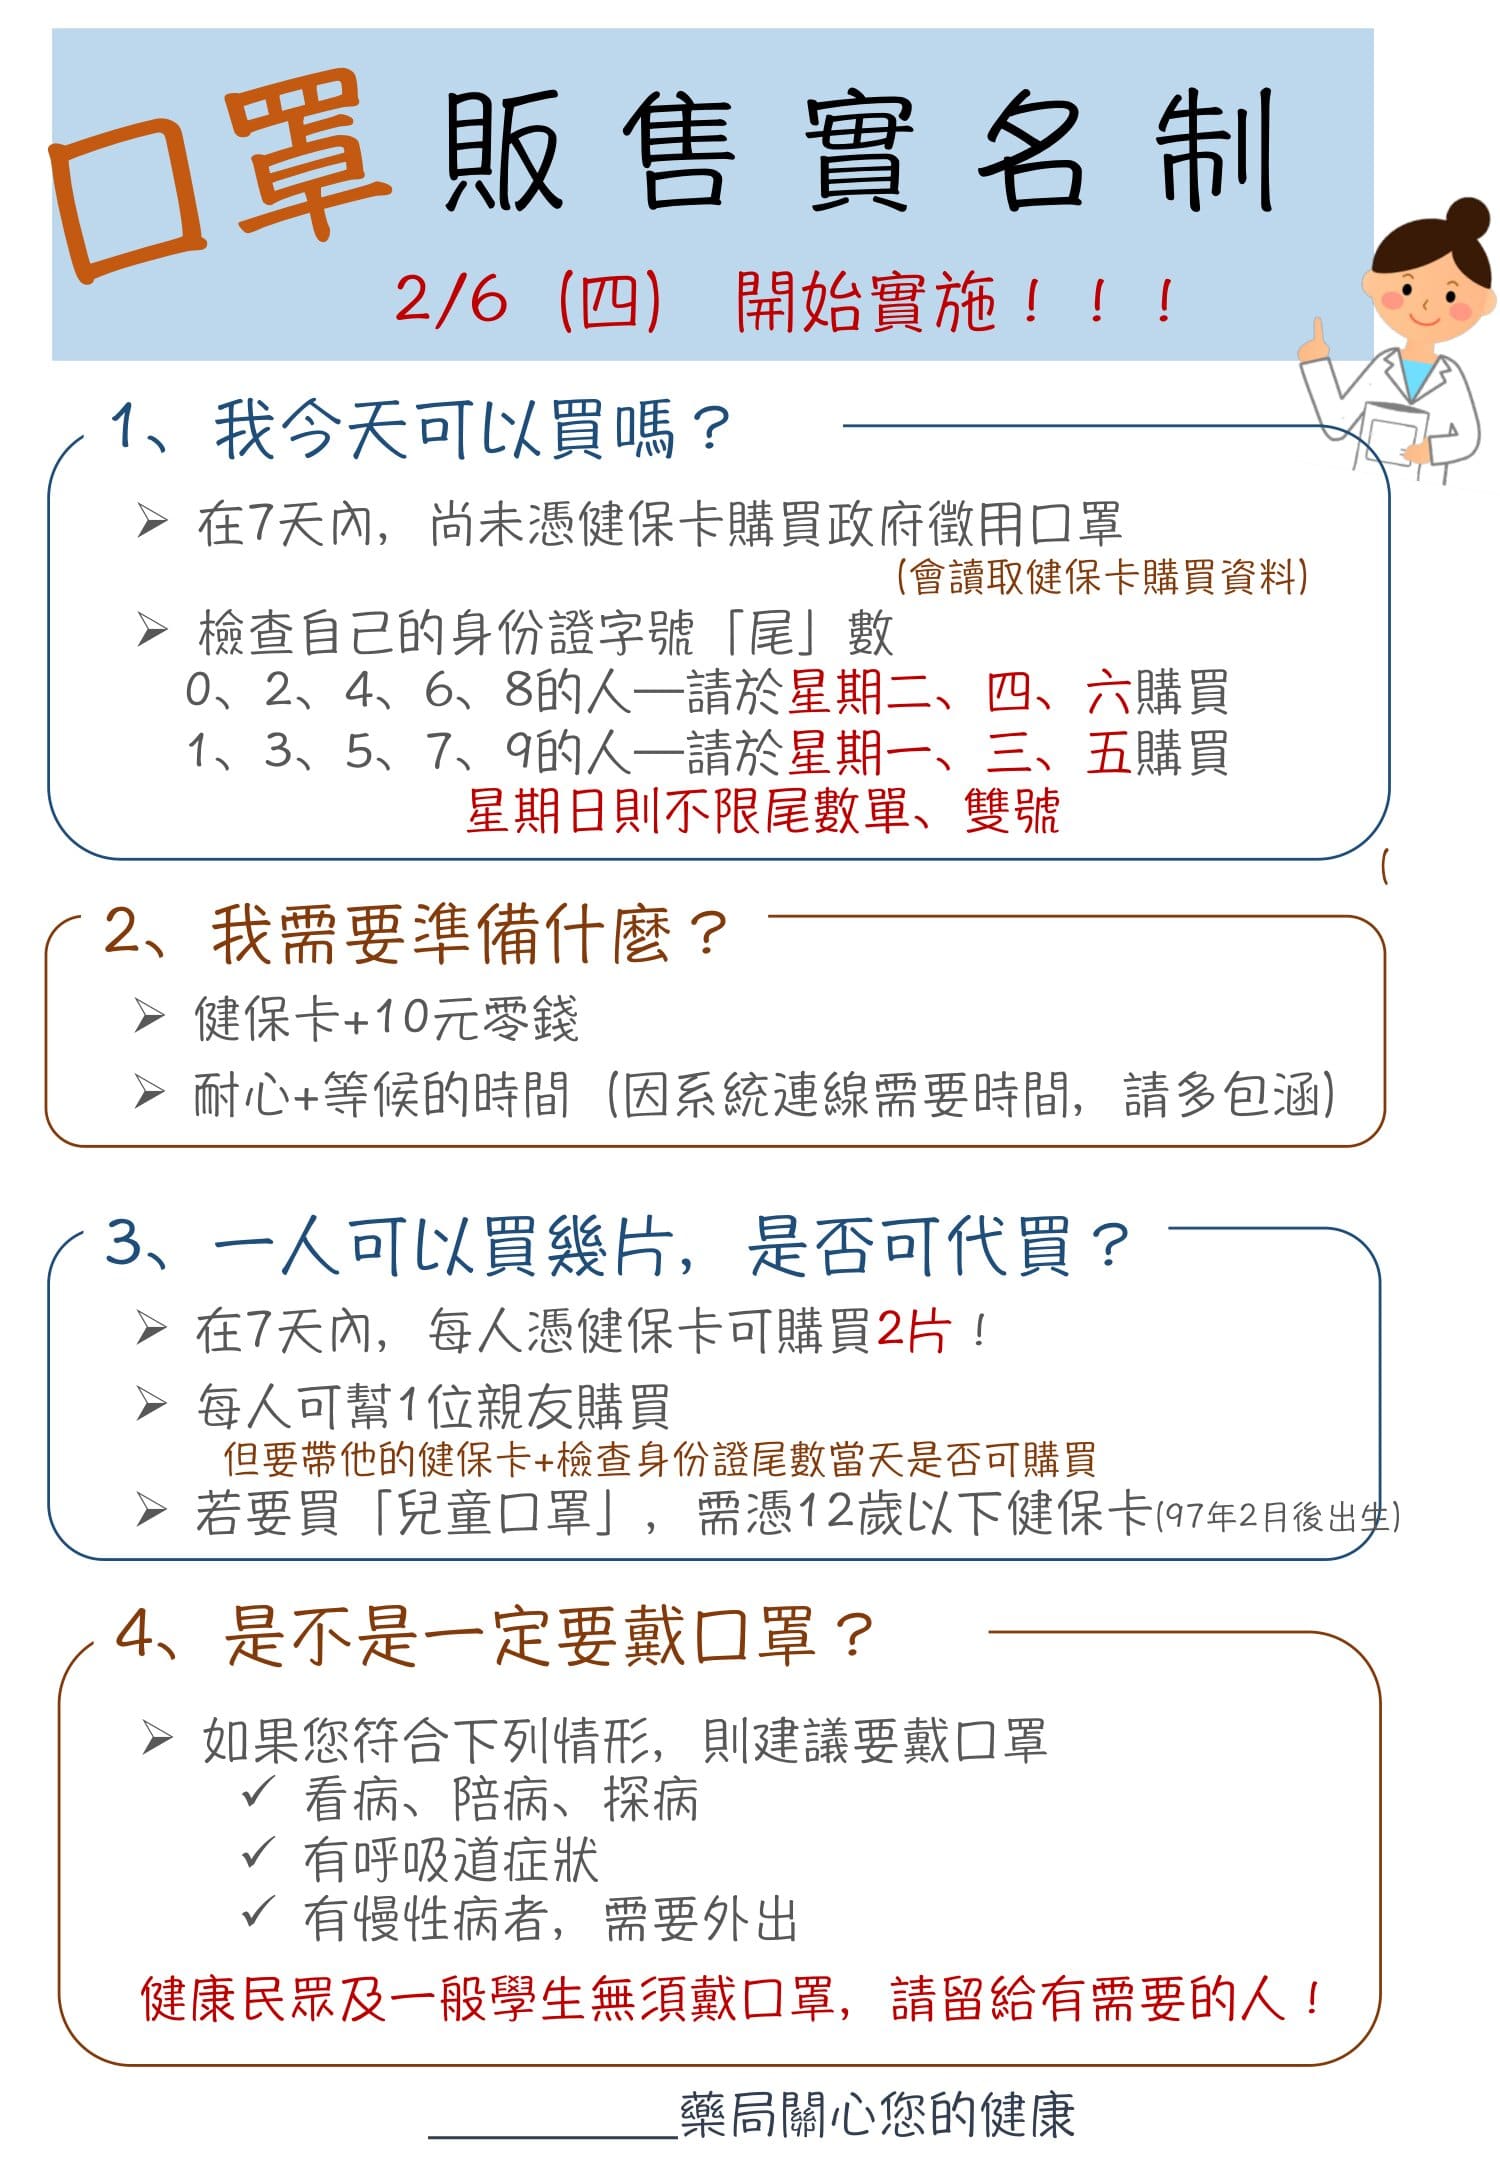 口罩販售實名制
2/6（四） 開始實施！！！
1、我今天可以買嗎？
➢ 在7天內，尚未憑健保卡購買政府徵用口罩
(會讀取健保卡購買資料)
➢ 檢查自己的身份證字號「尾」數
0、2、4、6、8的人—請於星期二、四、六購買
1、3、5、7、9的人—請於星期一、三、五購買
星期日則不限尾數單、雙號
(
2、我需要準備什麼？
➢ 健保卡+10元零錢
➢ 耐心+等候的時間（因系統連線需要時間，請多包涵）
3、一人可以買幾片，是否可代買？
➢ 在7天內，每人憑健保卡可購買2片！
➢ 每人可幫1位親友購買
但要帶他的健保卡+檢查身份證尾數當天是否可購買
➢ 若要買「兒童口罩」，需憑12歲以下健保卡(97年2月後出生)
4、是不是一定要戴口罩？
➢ 如果您符合下列情形，則建議要戴口罩
✓ 看病、陪病、探病
✓ 有呼吸道症狀
✓ 有慢性病者，需要外出
健康民眾及一般學生無須戴口罩，請留給有需要的人！
__________藥局關心您的健康